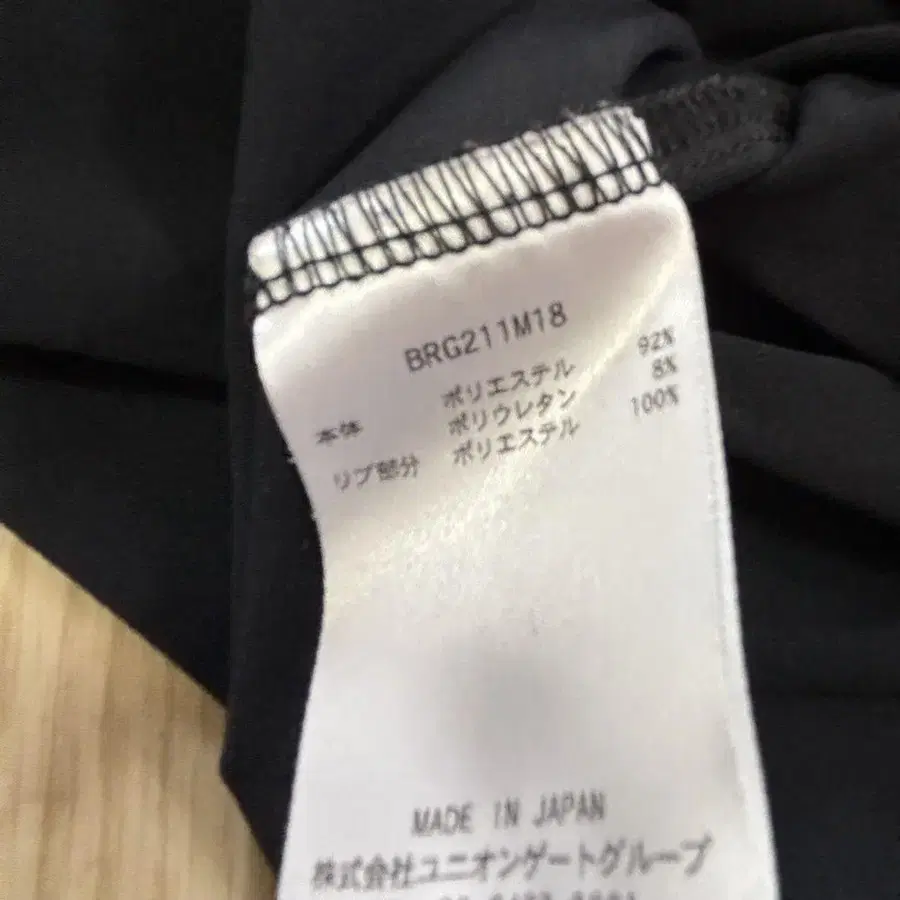 BRG211M18
本体 ポリエステル 92%
ポリウレタン 8%
リブ部分 ポリエステル 100%
MADE IN JAPAN
株式会社ユニオンゲートグループ